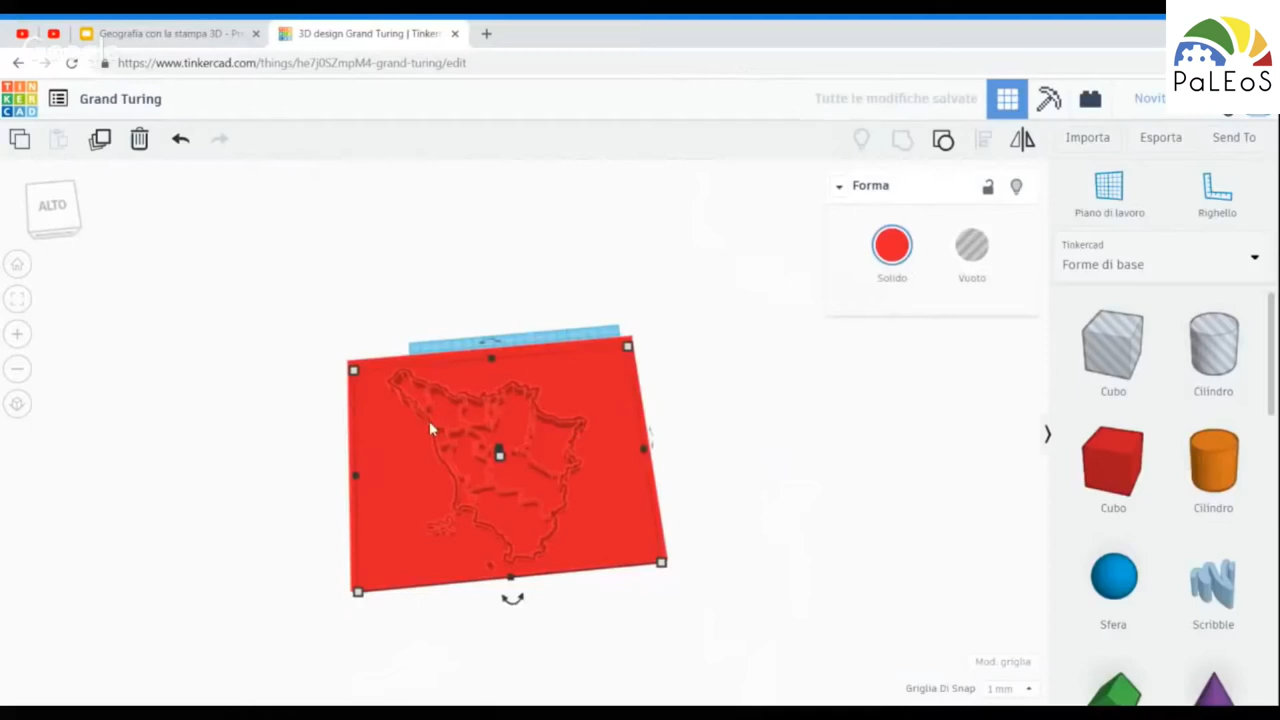 Geografia con la stampa 3D - Pre
3D design Grand Turing | Tinker
Google
https://www.tinkercad.com/things/he7j0SZmpM4-grand-turing/edit
PaLEoS
TIN
KER
CAD
Grand Turing
Tutte le modifiche salvate
Novit
Importa
Esporta
Send To
ALTO
Forma
Solido
Vuoto
Piano di lavoro
Righello
Tinkercad
Forme di base
Cubo
Cilindro
Cubo
Cilindro
Sfera
Scribble
Mod. griglia
Griglia Di Snap
1 mm